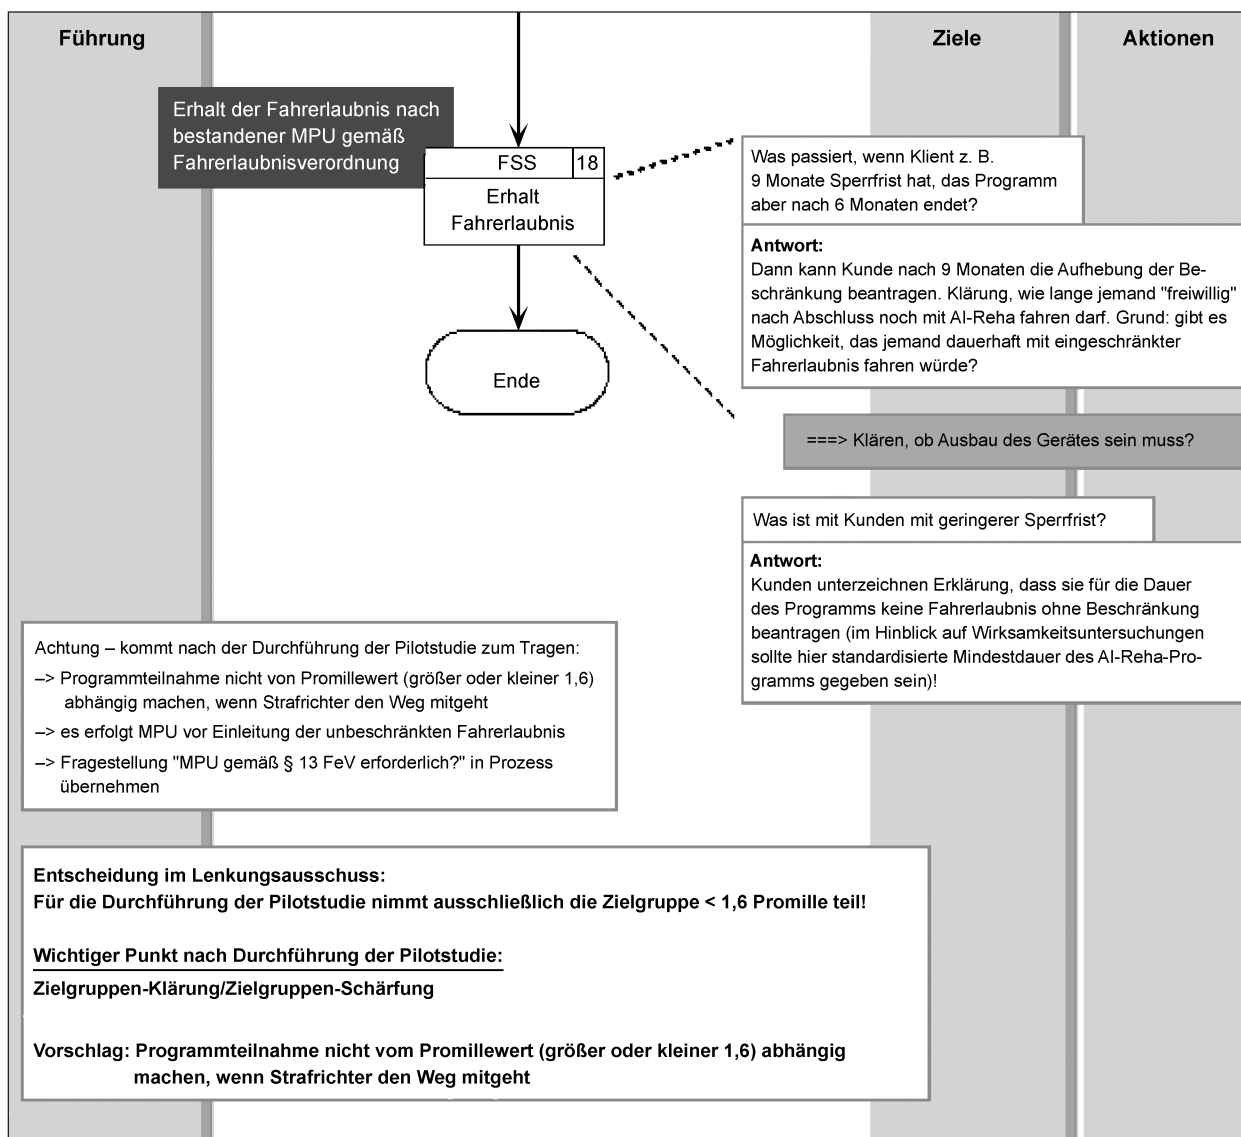 Führung
Ziele
Aktionen
Erhalt der Fahrerlaubnis nach
bestandener MPU gemäß
Fahrerlaubnisverordnung
FSS 18
Erhalt
Fahrerlaubnis
Ende
Was passiert, wenn Klient z. B.
9 Monate Sperrfrist hat, das Programm
aber nach 6 Monaten endet?
Antwort:
Dann kann Kunde nach 9 Monaten die Aufhebung der Be-
schränkung beantragen. Klärung, wie lange jemand "freiwillig"
nach Abschluss noch mit AI-Reha fahren darf. Grund: gibt es
Möglichkeit, das jemand dauerhaft mit eingeschränkter
Fahrerlaubnis fahren würde?
===> Klären, ob Ausbau des Gerätes sein muss?
Was ist mit Kunden mit geringerer Sperrfrist?
Antwort:
Kunden unterzeichnen Erklärung, dass sie für die Dauer
des Programms keine Fahrerlaubnis ohne Beschränkung
beantragen (im Hinblick auf Wirksamkeitsuntersuchungen
sollte hier standardisierte Mindestdauer des AI-Reha-Pro-
gramms gegeben sein)!
Achtung – kommt nach der Durchführung der Pilotstudie zum Tragen:
–> Programmteilnahme nicht von Promillewert (größer oder kleiner 1,6)
abhängig machen, wenn Strafrichter den Weg mitgeht
–> es erfolgt MPU vor Einleitung der unbeschränkten Fahrerlaubnis
–> Fragestellung "MPU gemäß § 13 FeV erforderlich?" in Prozess
übernehmen
Entscheidung im Lenkungsausschuss:
Für die Durchführung der Pilotstudie nimmt ausschließlich die Zielgruppe < 1,6 Promille teil!
Wichtiger Punkt nach Durchführung der Pilotstudie:
Zielgruppen-Klärung/Zielgruppen-Schärfung
Vorschlag: Programmteilnahme nicht vom Promillewert (größer oder kleiner 1,6) abhängig
machen, wenn Strafrichter den Weg mitgeht